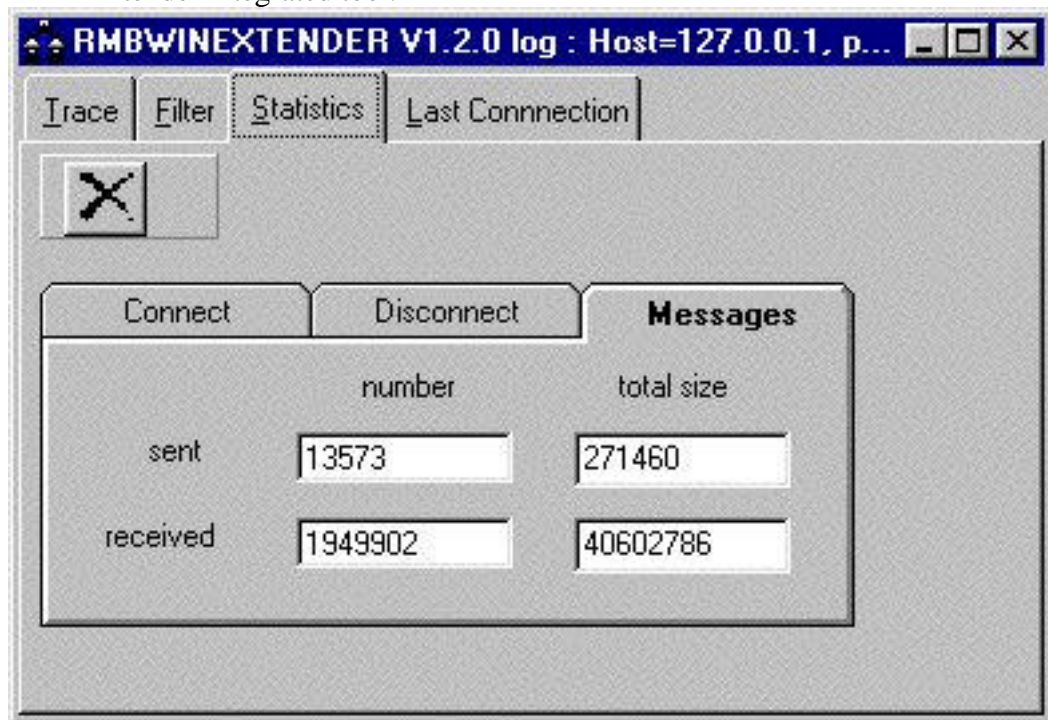 RMBWINEXTENDER V1.2.0 log : Host=127.0.0.1, p...
Trace Filter Statistics Last Connnection
Connect Disconnect Messages
number total size
sent 13573 271460
received 1949902 40602786